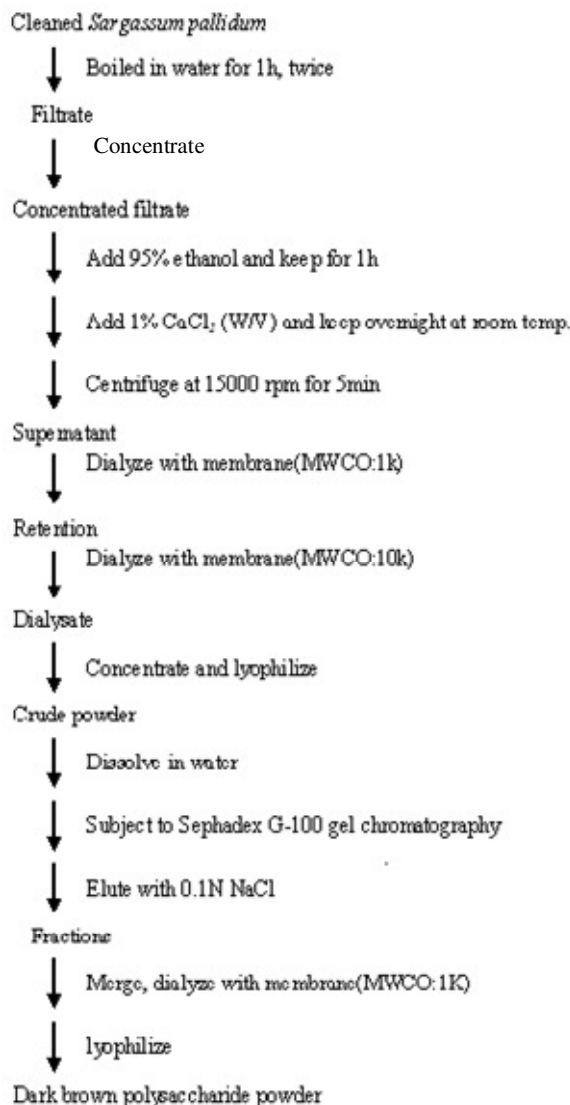 Cleaned Sargassum pallidum
Boiled in water for 1h, twice
Filtrate
Concentrate
Concentrated filtrate
Add 95% ethanol and keep for 1h
Add 1% CaCl₂ (W/V) and keep overnight at room temp.
Centrifuge at 15000 rpm for 5min
Supernatant
Dialyze with membrane(MWCO:1k)
Retention
Dialyze with membrane(MWCO:10k)
Dialysate
Concentrate and lyophilize
Crude powder
Dissolve in water
Subject to Sephadex G-100 gel chromatography
Elute with 0.1N NaCl
Fractions
Merge, dialyze with membrane(MWCO:1K)
lyophilize
Dark brown polysaccharide powder